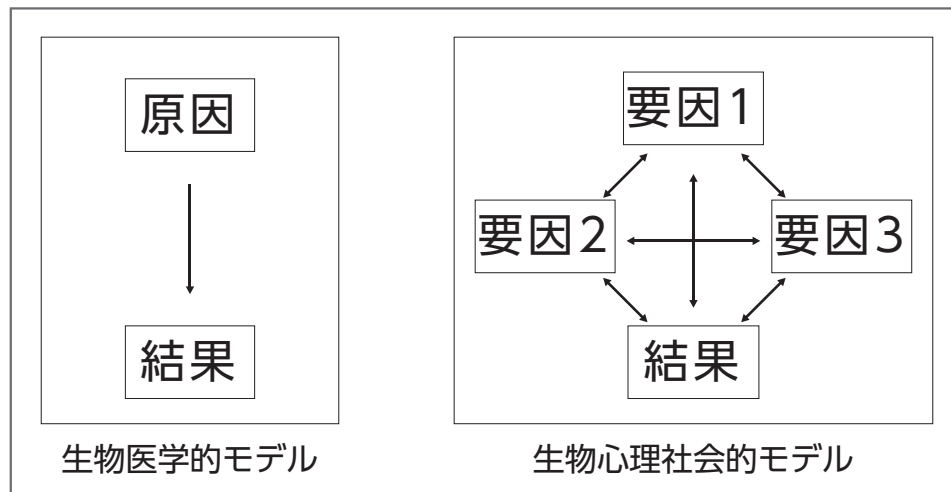 原因
結果
生物医学的モデル
要因1
要因2
要因3
結果
生物心理社会的モデル